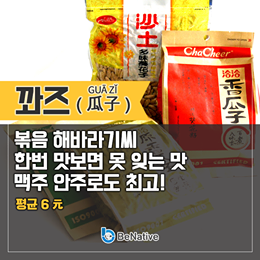 沙土
ChaCheer
洽洽
香瓜子
까즈 (GUĀ ZǏ 瓜子)
볶음 해바라기씨
한번 맛보면 못 잊는 맛
맥주 안주로도 최고!
평균 6 元
BeNative